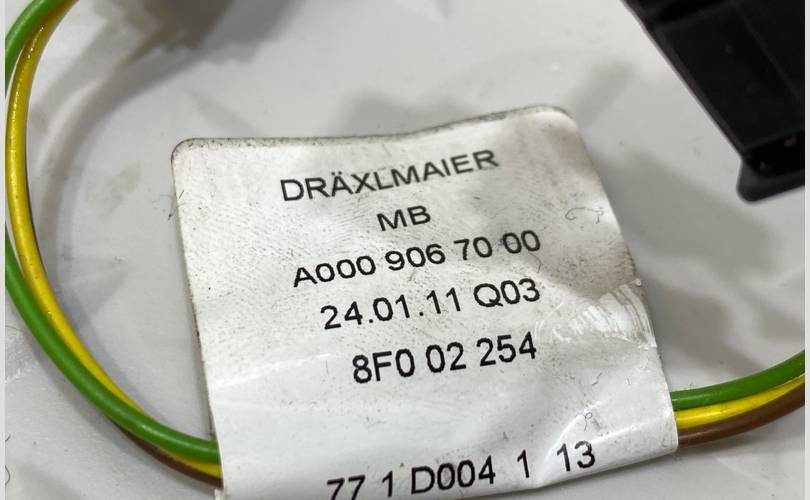 DRÄXLMAIER
MB
A000 906 70 00
24.01.11 Q03
8F0 02 254
77 1 D004 1 13